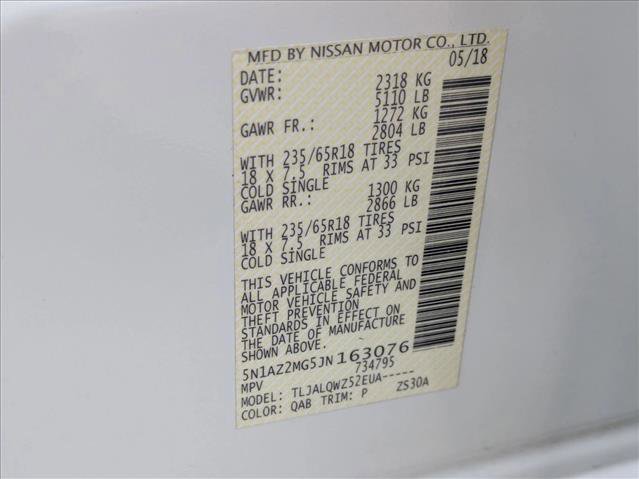 MFD BY NISSAN MOTOR CO., LTD.
DATE: 05/18
GVWR: 2318 KG
5110 LB
GAWR FR.: 1272 KG
2804 LB
WITH 235/65R18 TIRES
18 X 7.5 RIMS AT 33 PSI
COLD SINGLE
GAWR RR.: 1300 KG
2866 LB
WITH 235/65R18 TIRES
18 X 7.5 RIMS AT 33 PSI
COLD SINGLE
THIS VEHICLE CONFORMS TO
ALL APPLICABLE FEDERAL
MOTOR VEHICLE SAFETY AND
THEFT PREVENTION
STANDARDS IN EFFECT ON
THE DATE OF MANUFACTURE
SHOWN ABOVE.
5N1AZ2MG5JN163076
MPV 734795
MODEL: TLJALQWZ52EUA-----
COLOR: QAB TRIM: P ZS30A